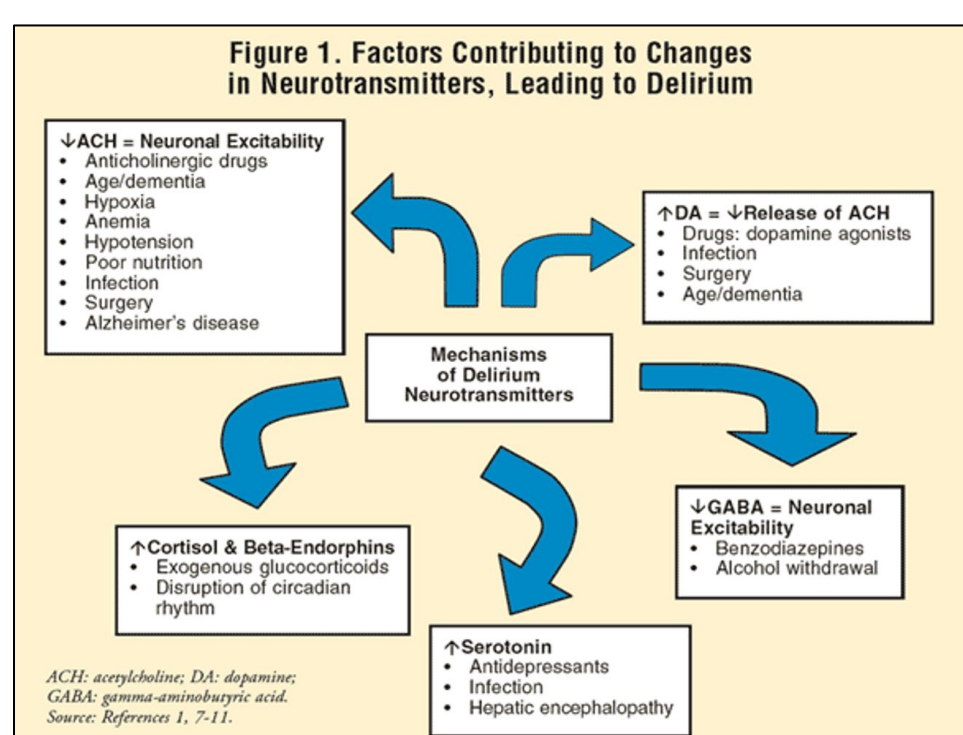 Figure 1. Factors Contributing to Changes
in Neurotransmitters, Leading to Delirium
↓ACH = Neuronal Excitability
• Anticholinergic drugs
• Age/dementia
• Hypoxia
• Anemia
• Hypotension
• Poor nutrition
• Infection
• Surgery
• Alzheimer's disease
↑DA = ↓Release of ACH
• Drugs: dopamine agonists
• Infection
• Surgery
• Age/dementia
Mechanisms
of Delirium
Neurotransmitters
↓GABA = Neuronal
Excitability
• Benzodiazepines
• Alcohol withdrawal
↑Cortisol & Beta-Endorphins
• Exogenous glucocorticoids
• Disruption of circadian
rhythm
↑Serotonin
• Antidepressants
• Infection
• Hepatic encephalopathy
ACH: acetylcholine; DA: dopamine;
GABA: gamma-aminobutyric acid.
Source: References 1, 7-11.